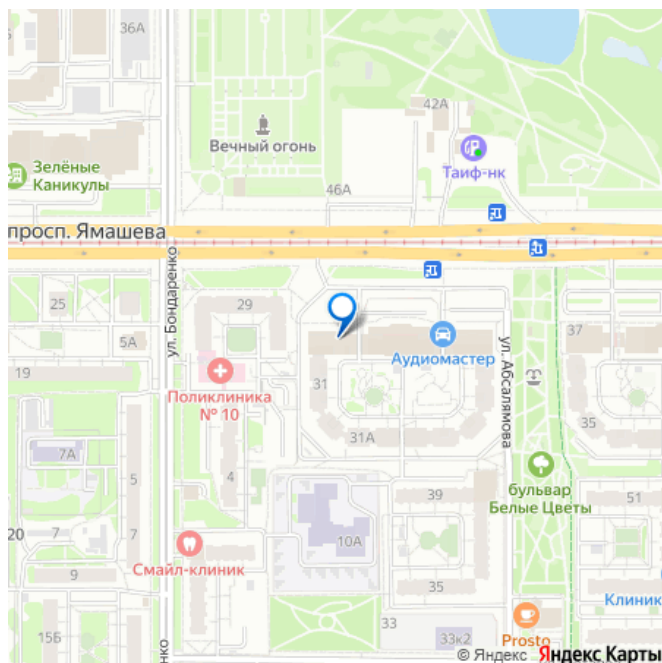 36А
42А
Вечный огонь
Таиф-нк
Зелёные
Каникулы
46А
просп. Ямашева
ул. Бондаренко
25
29
5А
37
Аудиомастер
ул. Абсалямова
19
Поликлиника
№ 10
31
35
31А
7А
5
4
бульвар
Белые Цветы
39
51
20
7
7
10А
Смайл-клиник
9
35
Клиник
33
15Б
33к2
Prosto
нко
© Яндекс Яндекс Карты